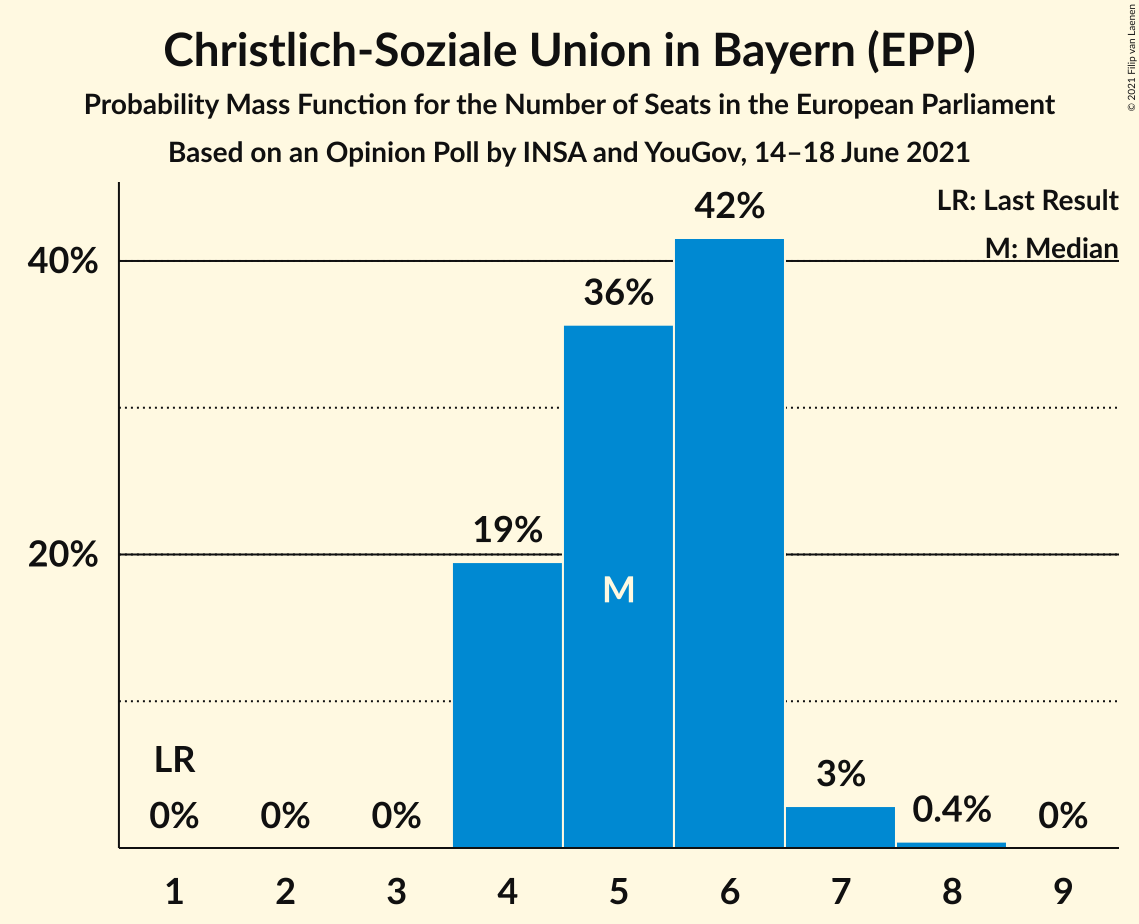 Christlich-Soziale Union in Bayern (EPP)
Probability Mass Function for the Number of Seats in the European Parliament
Based on an Opinion Poll by INSA and YouGov, 14–18 June 2021
© 2021 Filip van Laenen
LR: Last Result
M: Median
42%
40%
36%
20%
19%
M
LR
0%
0%
0%
3%
0.4%
0%
1 2 3 4 5 6 7 8 9